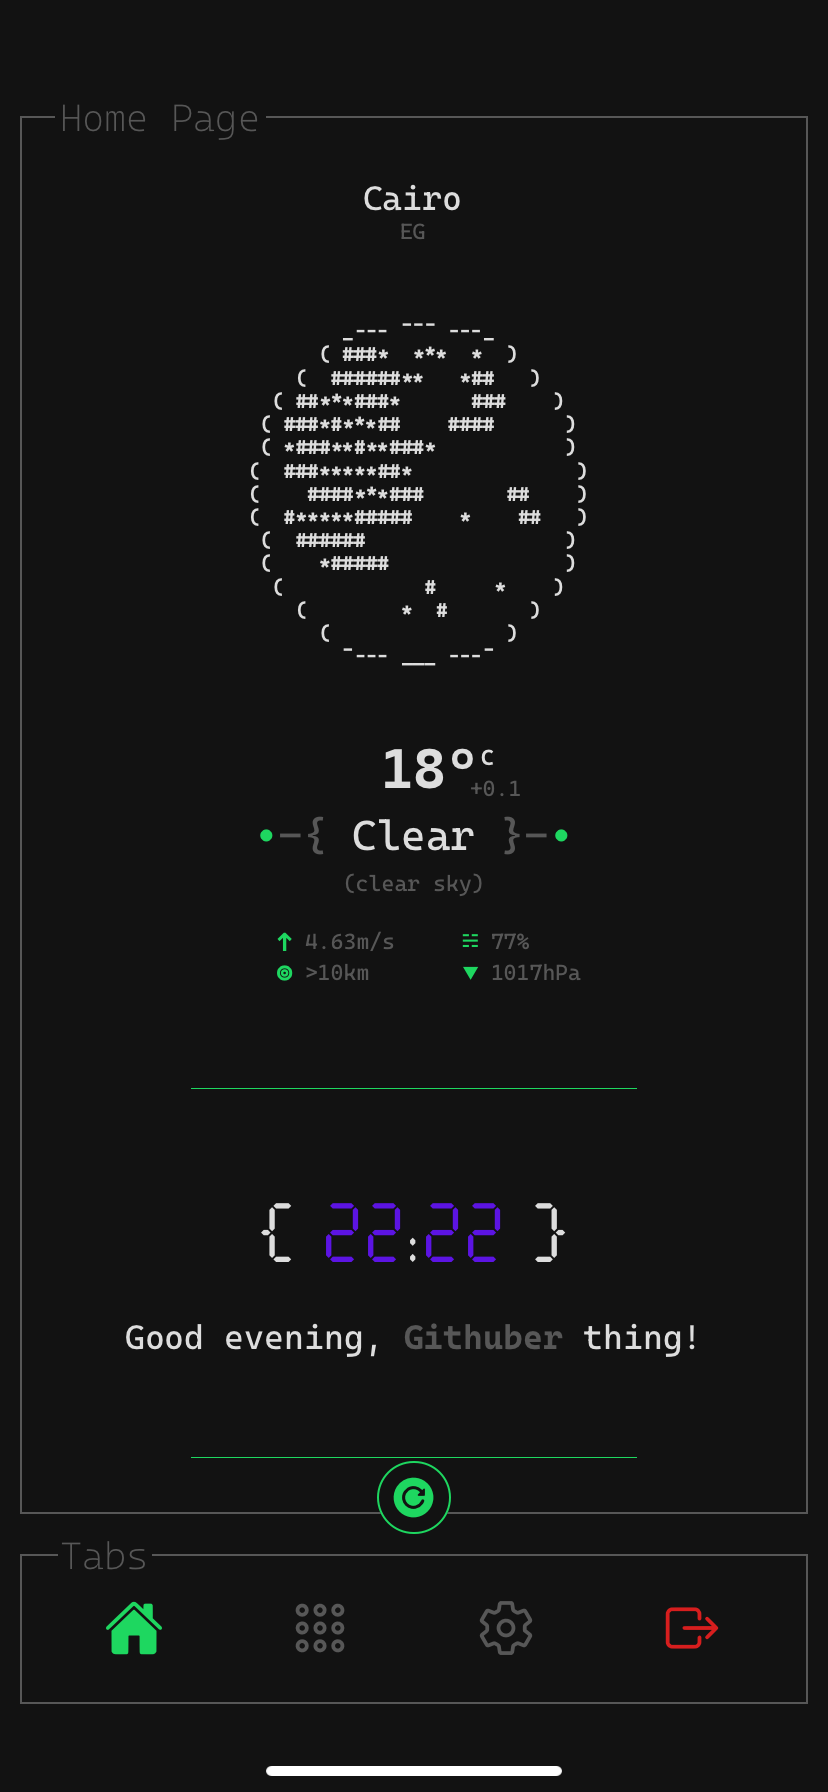 Home Page
Cairo
EG
_--- --- ---_
( ###* *** * )
( ######** *## )
( ##***###* ### )
( ###*#***## #### )
( *###**#**###* )
( ###*****##* )
( ####***### ## )
( #*****##### * ## )
( ###### )
( *##### )
( # * )
( * # )
( )
---- ___ ----
18°C
+0.1
{ Clear }
(clear sky)
4.63m/s 77%
>10km 1017hPa
{ 22:22 }
Good evening, Githuber thing!
Tabs